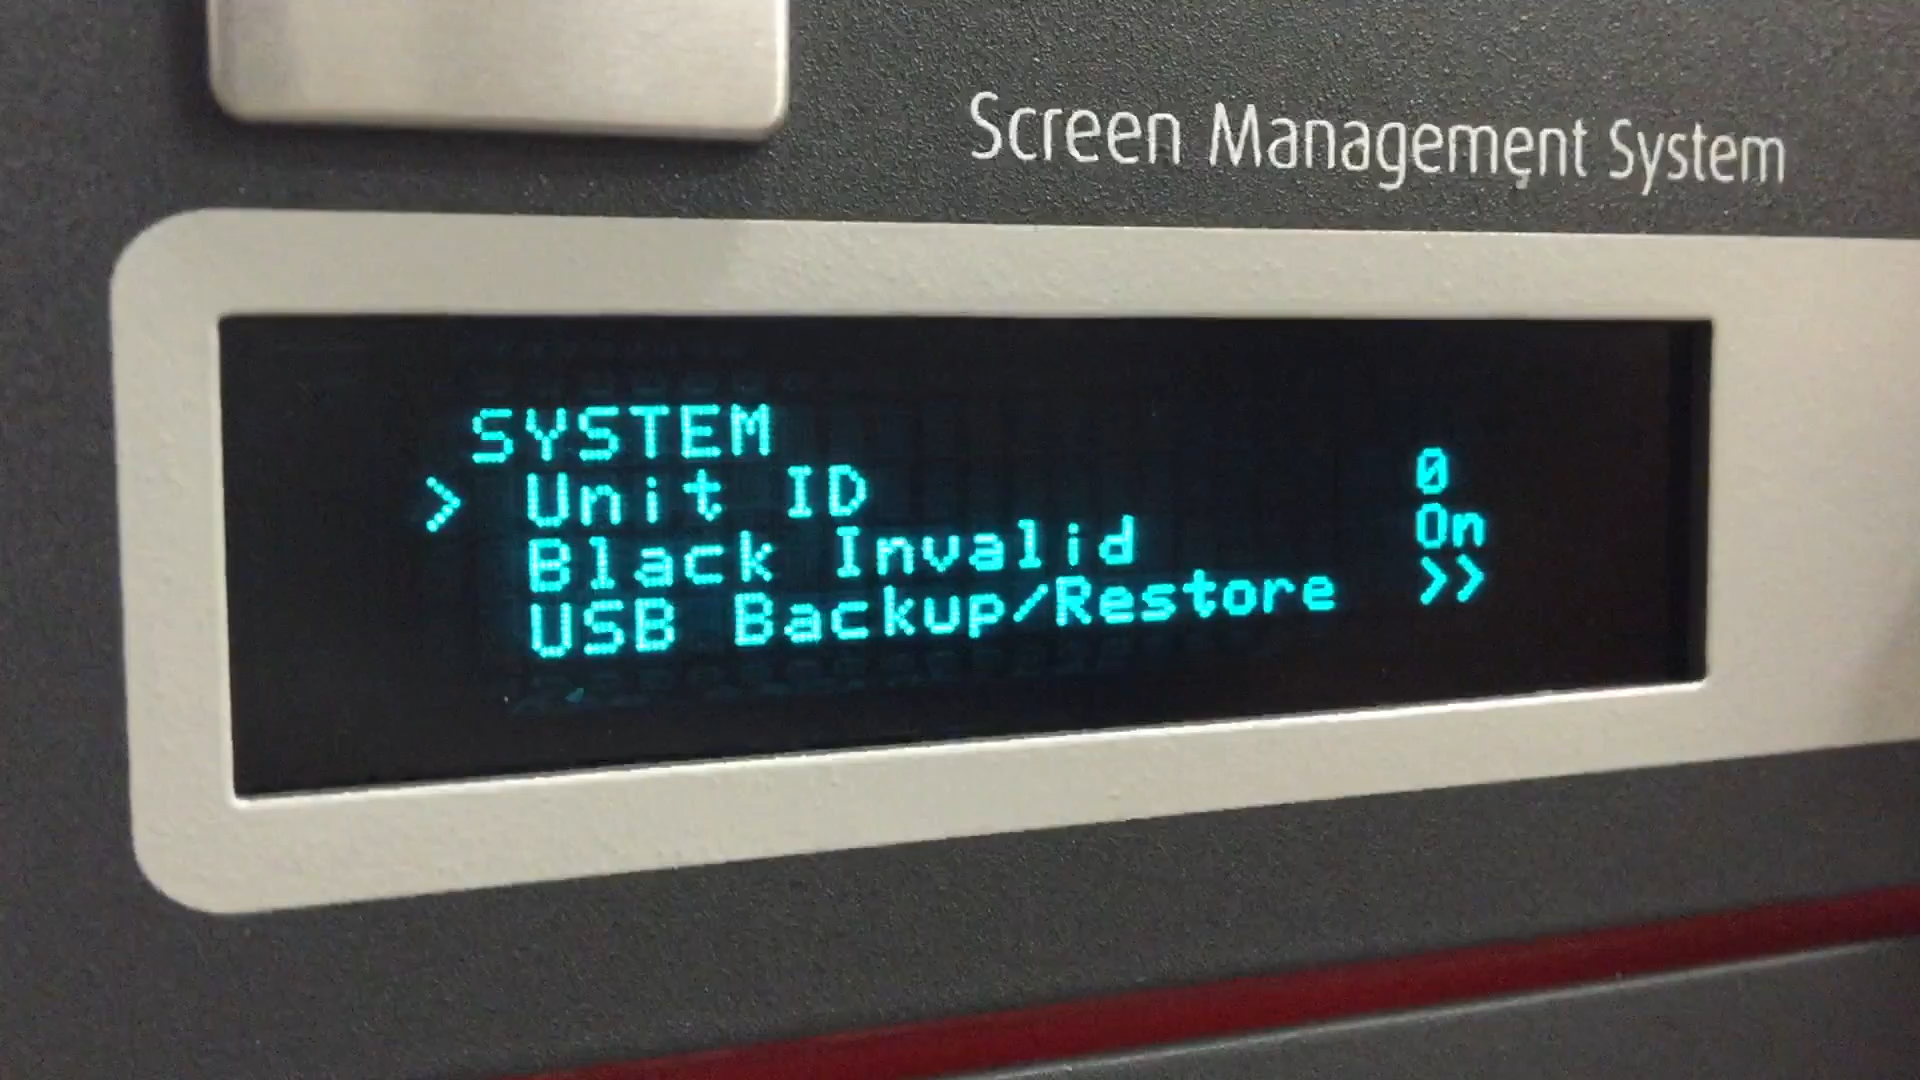 Screen Management System
SYSTEM
> Unit ID 0
Black Invalid On
USB Backup/Restore >>